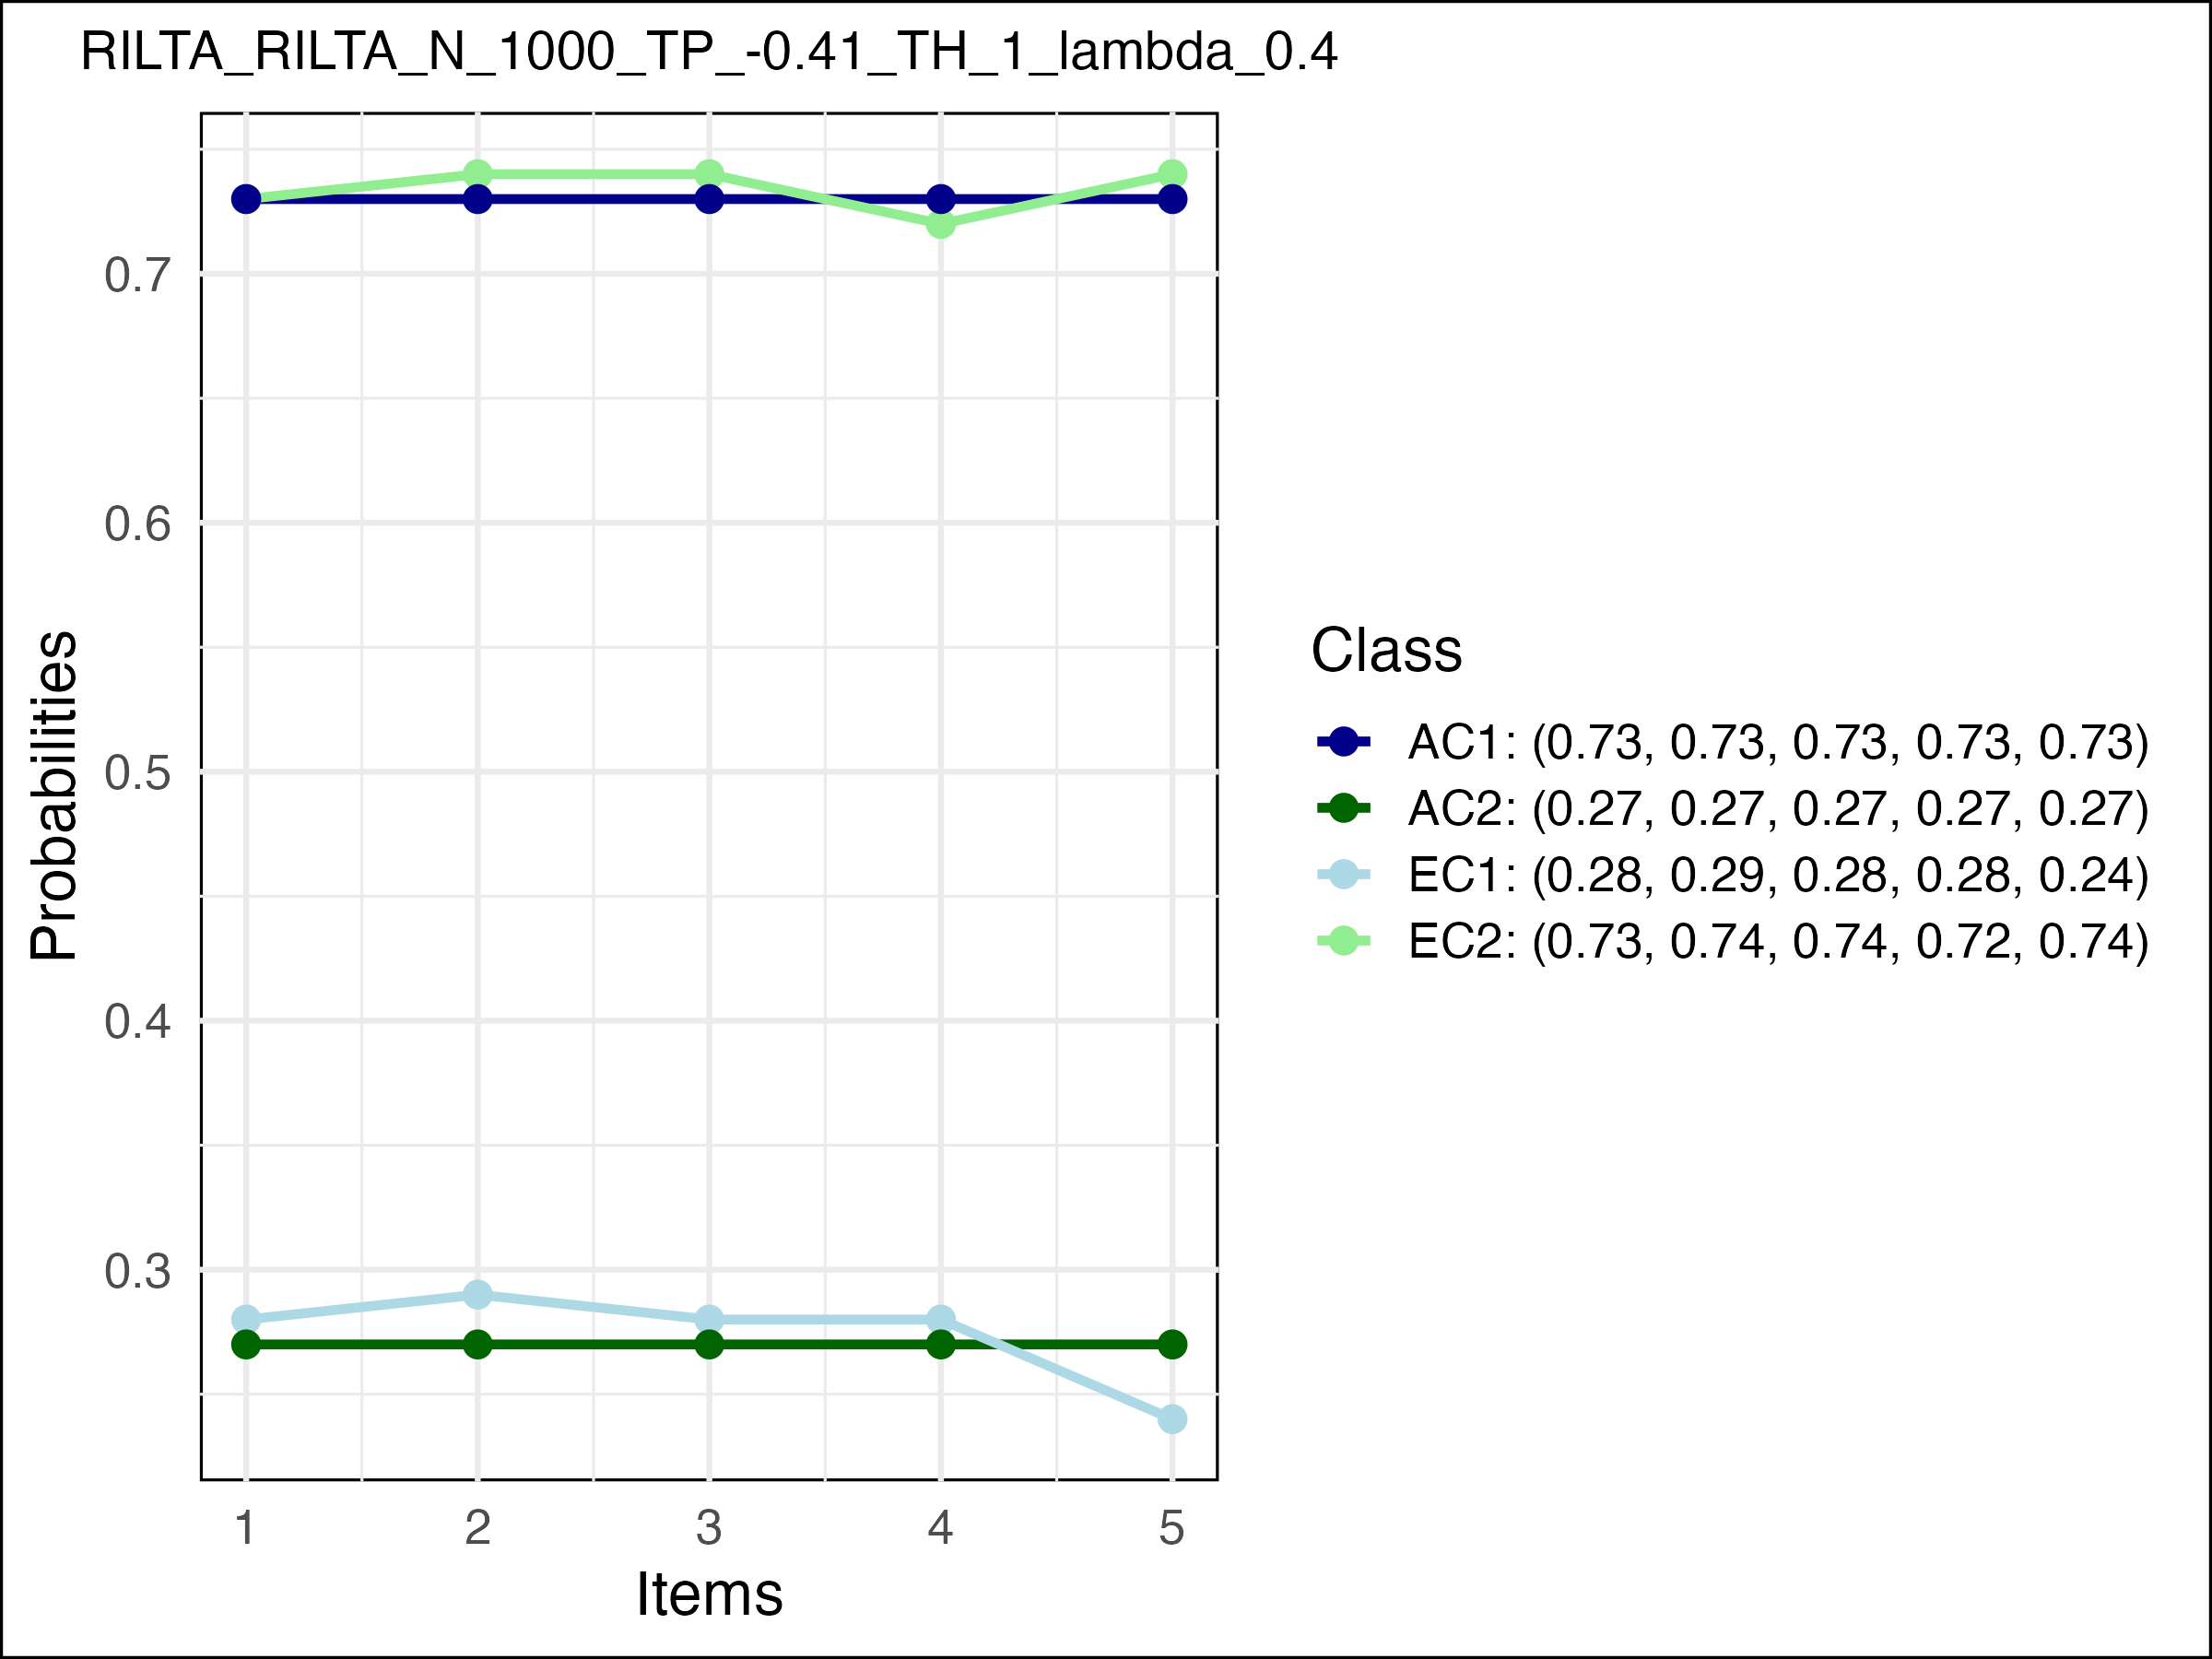 RILTA_RILTA_N_1000_TP_-0.41_TH_1_lambda_0.4
Probabilities
0.7
0.6
0.5
0.4
0.3
1 2 3 4 5
Items
Class
AC1: (0.73, 0.73, 0.73, 0.73, 0.73)
AC2: (0.27, 0.27, 0.27, 0.27, 0.27)
EC1: (0.28, 0.29, 0.28, 0.28, 0.24)
EC2: (0.73, 0.74, 0.74, 0.72, 0.74)